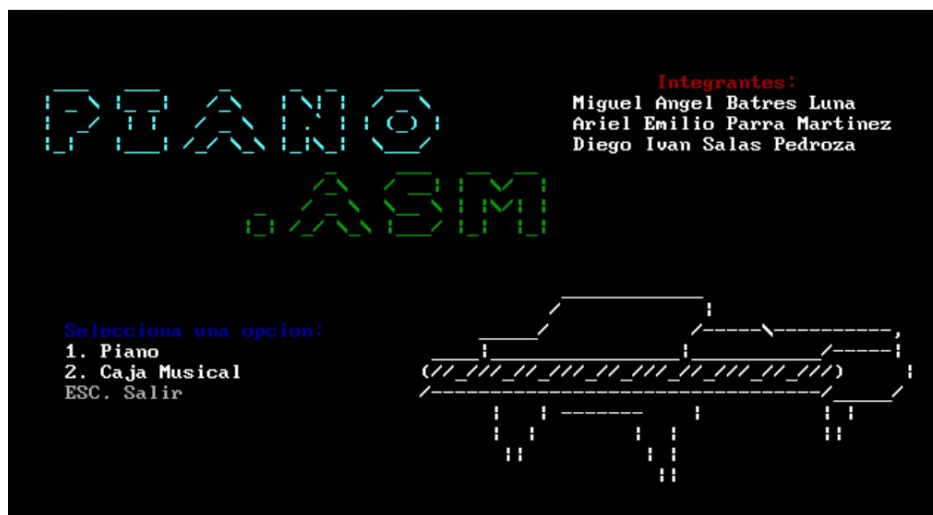 PIANO
.ASM
Integrantes:
Miguel Angel Batres Luna
Ariel Emilio Parra Martinez
Diego Ivan Salas Pedroza
Selecciona una opcion:
1. Piano
2. Caja Musical
ESC. Salir